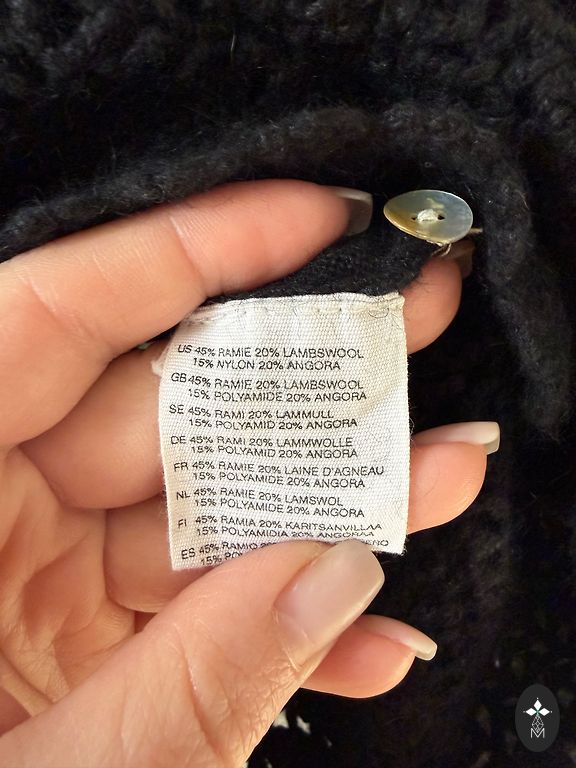 US 45% RAMIE 20% LAMBSWOOL
15% NYLON 20% ANGORA
GB 45% RAMIE 20% LAMBSWOOL
15% POLYAMIDE 20% ANGORA
SE 45% RAMI 20% LAMMULL
15% POLYAMID 20% ANGORA
DE 45% RAMI 20% LAMMWOLLE
15% POLYAMID 20% ANGORA
FR 45% RAMIE 20% LAINE D'AGNEAU
15% POLYAMIDE 20% ANGORA
NL 45% RAMIE 20% LAMSWOL
15% POLYAMIDE 20% ANGORA
FI 45% RAMIA 20% KARITSANVILLAA
15% POLYAMIDIA 20% ANGORAA
ES 45% RAMIO
15%